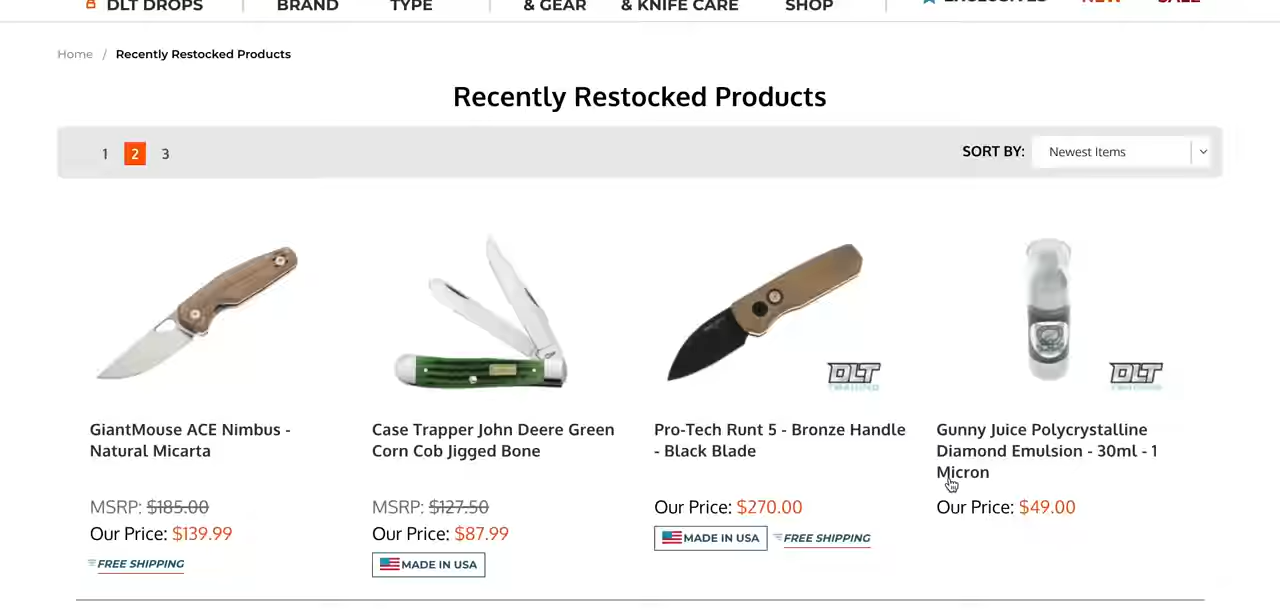 DLT DROPS
BRAND
TYPE
& GEAR
& KNIFE CARE
SHOP
EXCLUSIVES
NEW
SALE
Home / Recently Restocked Products
Recently Restocked Products
1 2 3
SORT BY: Newest Items
DLT
TRADING
DLT
TRADING
GiantMouse ACE Nimbus -
Natural Micarta
MSRP: $185.00
Our Price: $139.99
FREE SHIPPING
Case Trapper John Deere Green
Corn Cob Jigged Bone
MSRP: $127.50
Our Price: $87.99
MADE IN USA
Pro-Tech Runt 5 - Bronze Handle
- Black Blade
Our Price: $270.00
MADE IN USA FREE SHIPPING
Gunny Juice Polycrystalline
Diamond Emulsion - 30ml - 1
Micron
Our Price: $49.00